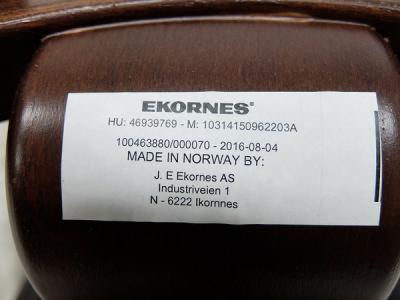 EKORNES®
HU: 46939769 - M: 10314150962203A
100463880/000070 - 2016-08-04
MADE IN NORWAY BY:
J. E Ekornes AS
Industriveien 1
N - 6222 Ikornnes